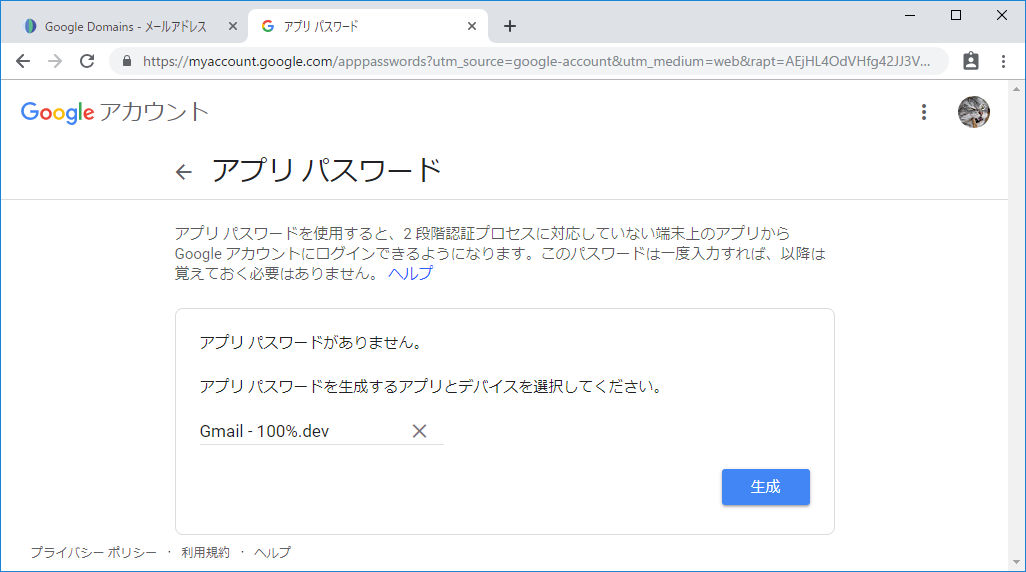 Google Domains - メールアドレス
アプリ パスワード
https://myaccount.google.com/apppasswords?utm_source=google-account&utm_medium=web&rapt=AEjHL4OdVHfg42JJ3V...
Google アカウント
アプリ パスワード
アプリ パスワードを使用すると、2 段階認証プロセスに対応していない端末上のアプリから
Google アカウントにログインできるようになります。このパスワードは一度入力すれば、以降は
覚えておく必要はありません。 ヘルプ
アプリ パスワードがありません。
アプリ パスワードを生成するアプリとデバイスを選択してください。
Gmail - 100%.dev
生成
プライバシー ポリシー · 利用規約 · ヘルプ